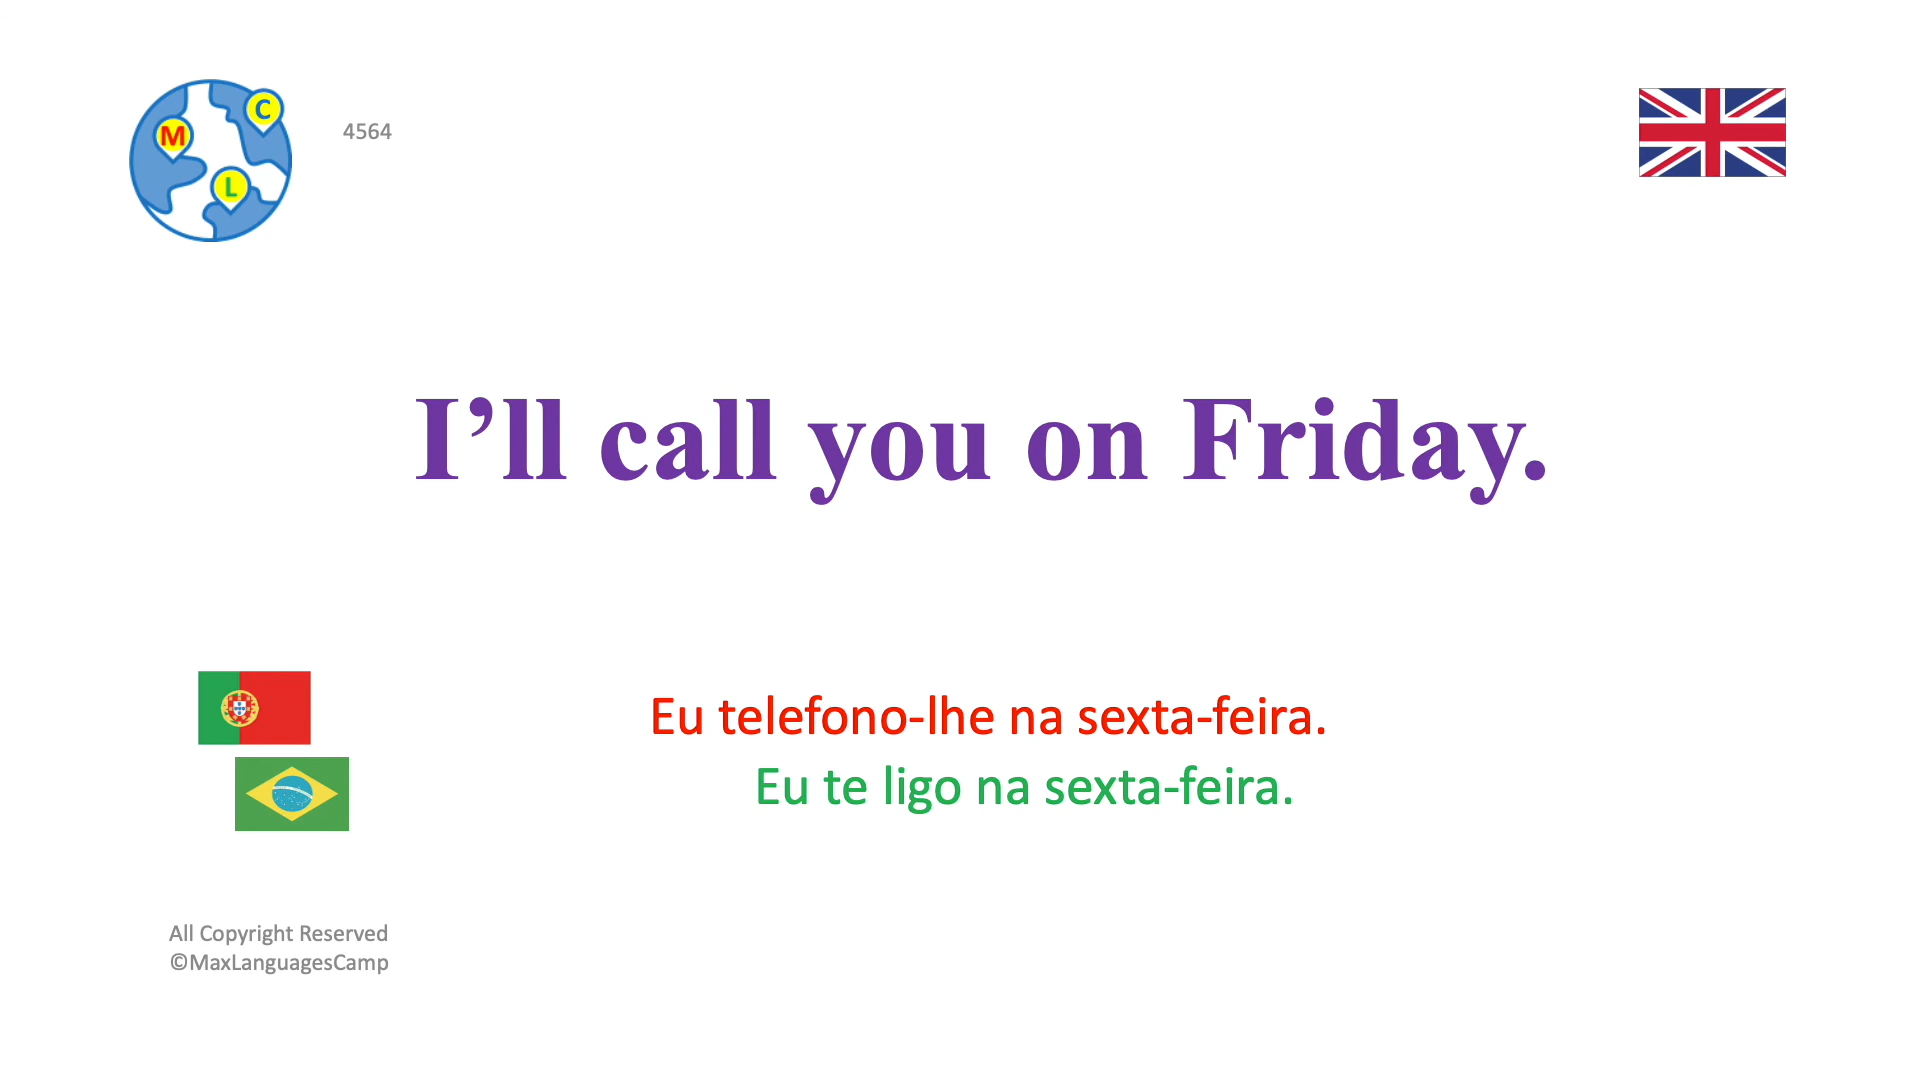 M
C
L
4564
I’ll call you on Friday.
Eu telefono-lhe na sexta-feira.
Eu te ligo na sexta-feira.
All Copyright Reserved
©MaxLanguagesCamp